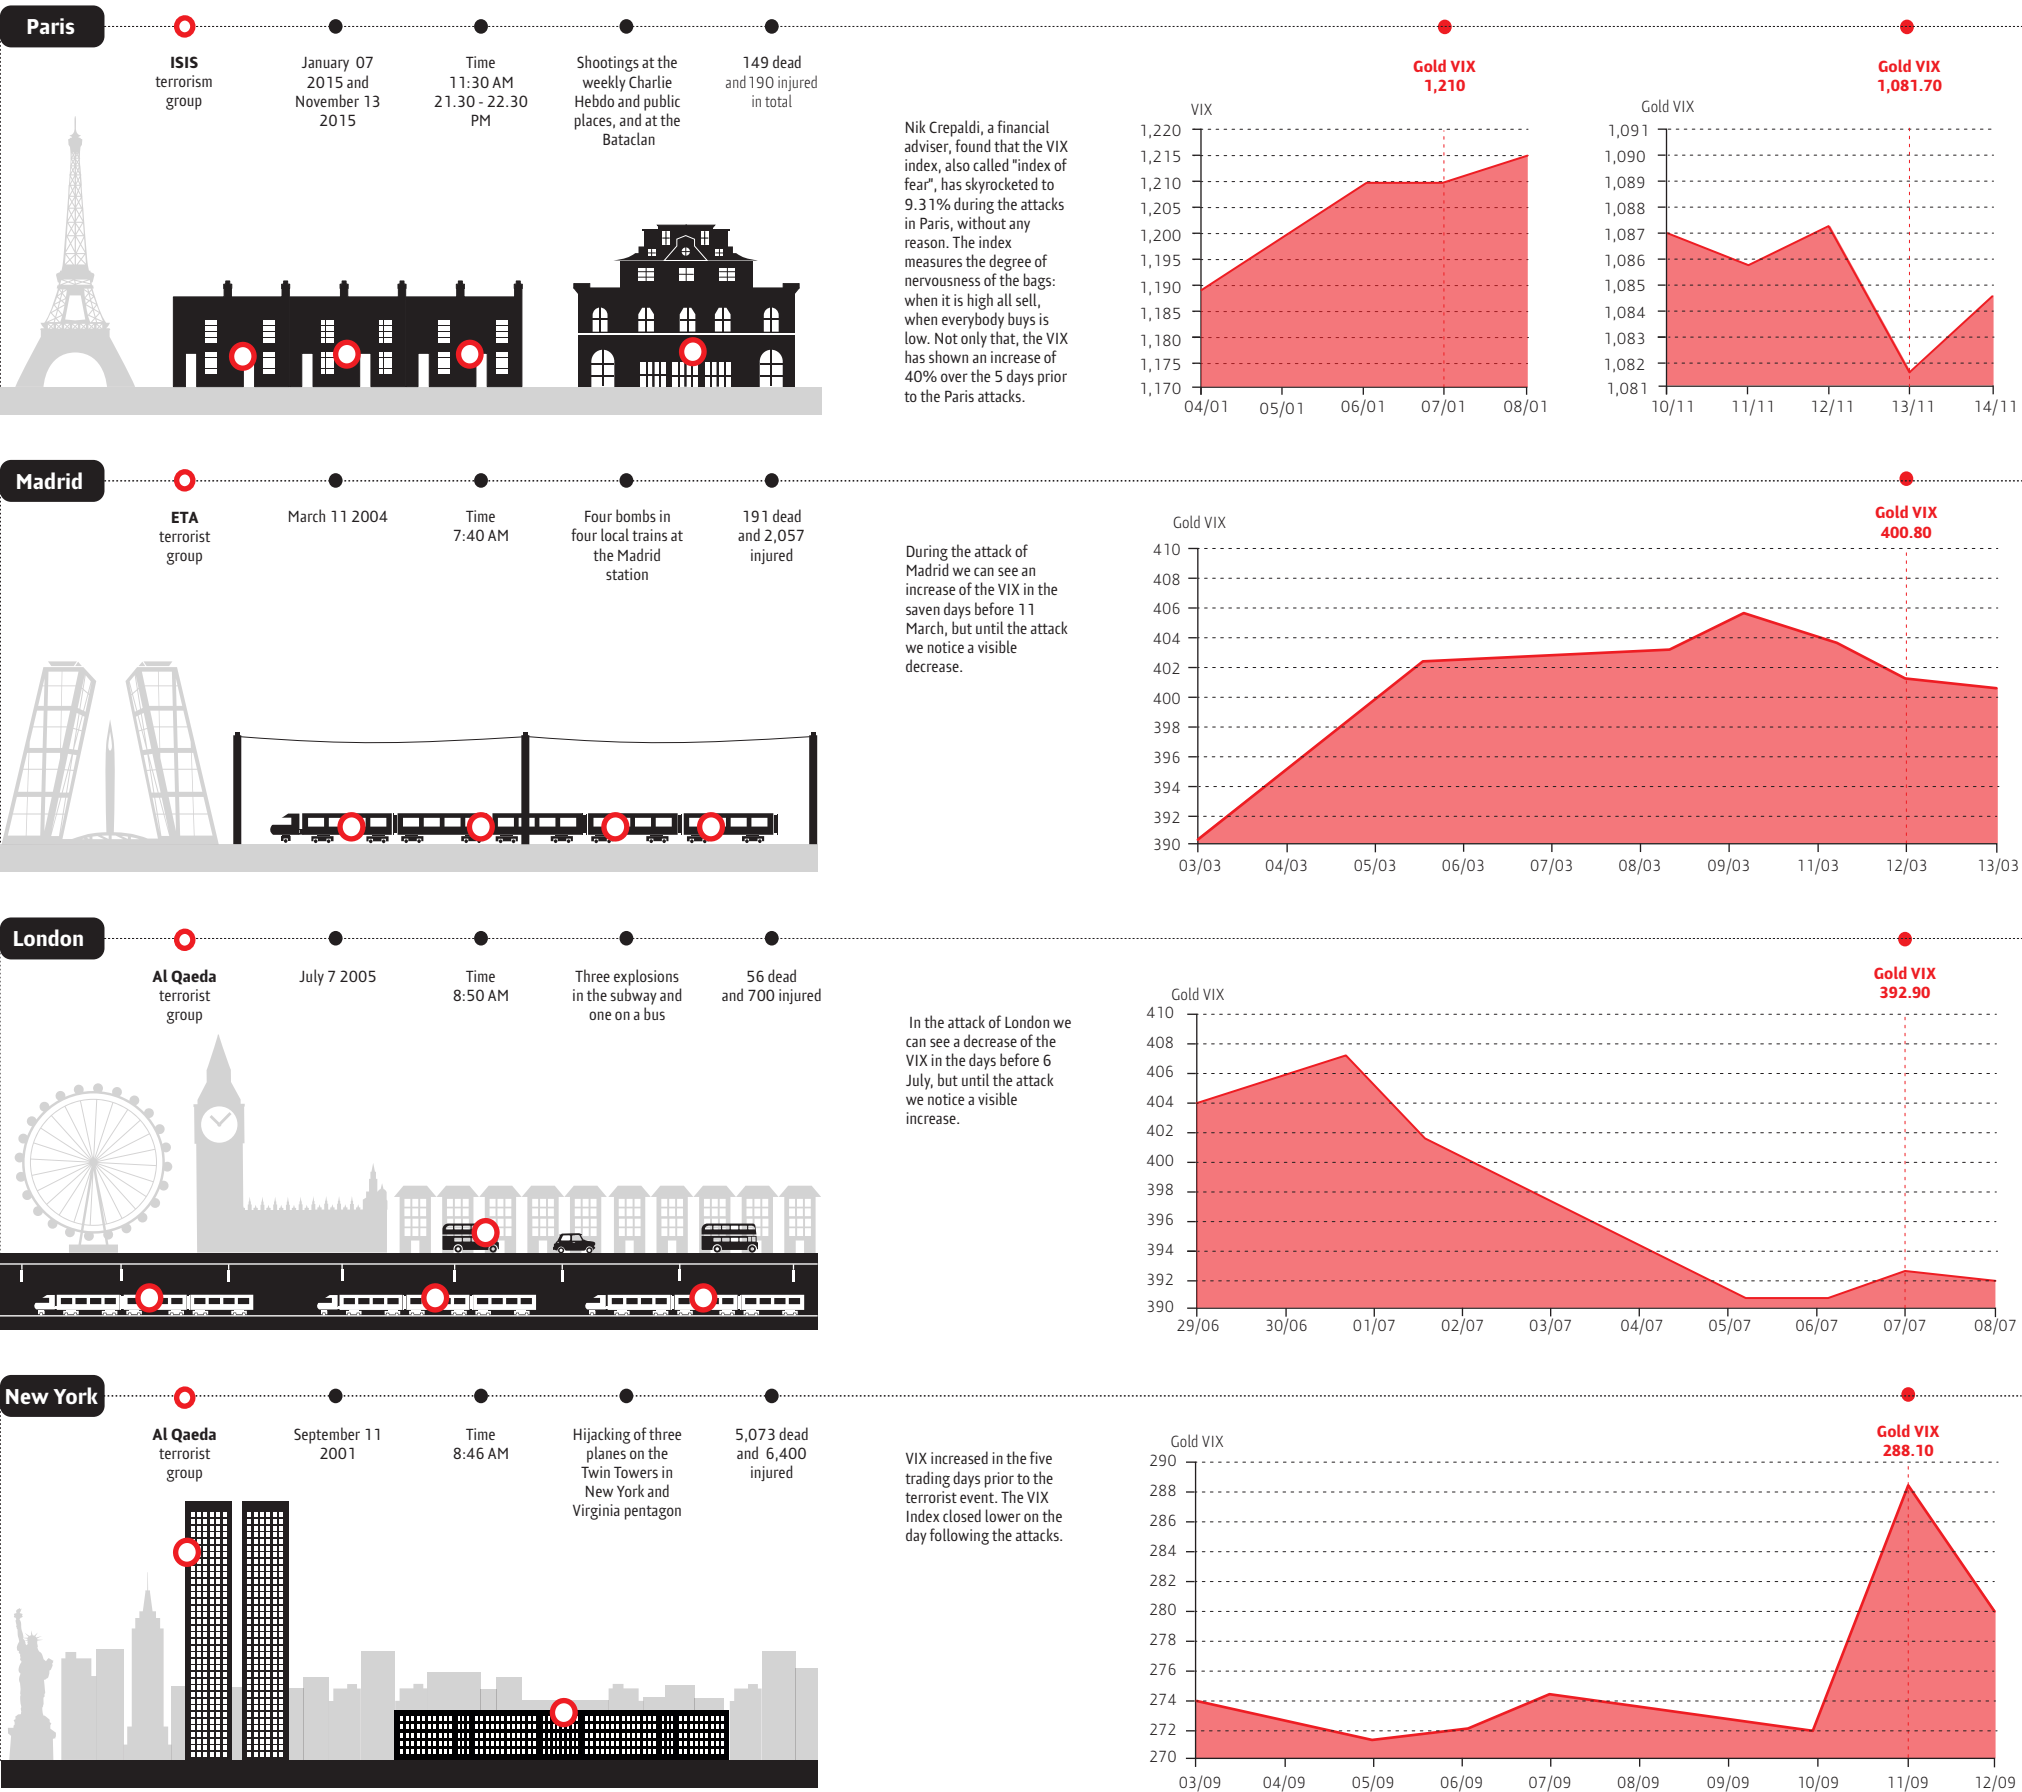 Paris
ISIS
terrorism
group
January 07
2015 and
November 13
2015
Time
11:30 AM
21.30 - 22.30
PM
Shootings at the
weekly Charlie
Hebdo and public
places, and at the
Bataclan
149 dead
and 190 injured
in total
Nik Crepaldi, a financial
adviser, found that the VIX
index, also called "index of
fear", has skyrocketed to
9.31% during the attacks
in Paris, without any
reason. The index
measures the degree of
nervousness of the bags:
when it is high all sell,
when everybody buys is
low. Not only that, the VIX
has shown an increase of
40% over the 5 days prior
to the Paris attacks.
Gold VIX
1,210
VIX
1,220
1,215
1,210
1,205
1,200
1,195
1,190
1,185
1,180
1,175
1,170
04/01
05/01
06/01
07/01
08/01
Gold VIX
1,081.70
Gold VIX
1,091
1,090
1,089
1,088
1,087
1,086
1,085
1,084
1,083
1,082
1,081
10/11
11/11
12/11
13/11
14/11
Madrid
ETA
terrorist
group
March 11 2004
Time
7:40 AM
Four bombs in
four local trains at
the Madrid
station
191 dead
and 2,057
injured
During the attack of
Madrid we can see an
increase of the VIX in the
saven days before 11
March, but until the attack
we notice a visible
decrease.
Gold VIX
400.80
Gold VIX
410
408
406
404
402
400
398
396
394
392
390
03/03
04/03
05/03
06/03
07/03
08/03
09/03
11/03
12/03
13/03
London
Al Qaeda
terrorist
group
July 7 2005
Time
8:50 AM
Three explosions
in the subway and
one on a bus
56 dead
and 700 injured
In the attack of London we
can see a decrease of the
VIX in the days before 6
July, but until the attack
we notice a visible
increase.
Gold VIX
392.90
Gold VIX
410
408
406
404
402
400
398
396
394
392
390
29/06
30/06
01/07
02/07
03/07
04/07
05/07
06/07
07/07
08/07
New York
Al Qaeda
terrorist
group
September 11
2001
Time
8:46 AM
Hijacking of three
planes on the
Twin Towers in
New York and
Virginia pentagon
5,073 dead
and 6,400
injured
VIX increased in the five
trading days prior to the
terrorist event. The VIX
Index closed lower on the
day following the attacks.
Gold VIX
288.10
Gold VIX
290
288
286
284
282
280
278
276
274
272
270
03/09
04/09
05/09
06/09
07/09
08/09
09/09
10/09
11/09
12/09